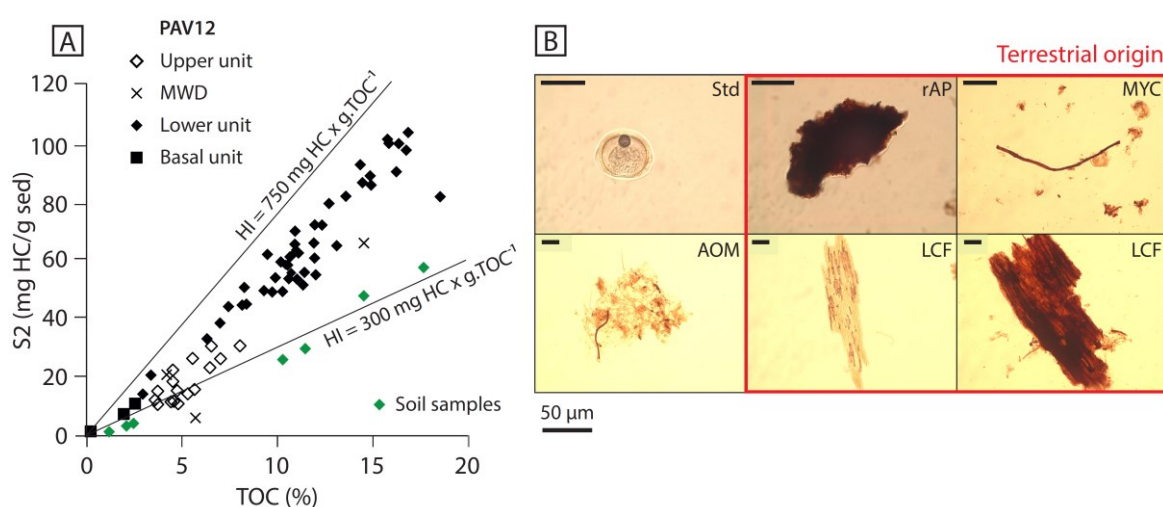 A
PAV12
Upper unit
MWD
Lower unit
Basal unit
120
100
80
60
40
20
0
S2 (mg HC/g sed)
HI = 750 mg HC x g.TOC⁻¹
HI = 300 mg HC x g.TOC⁻¹
Soil samples
0 5 10 15 20
TOC (%)
B
Terrestrial origin
Std rAP MYC
AOM LCF LCF
50 µm